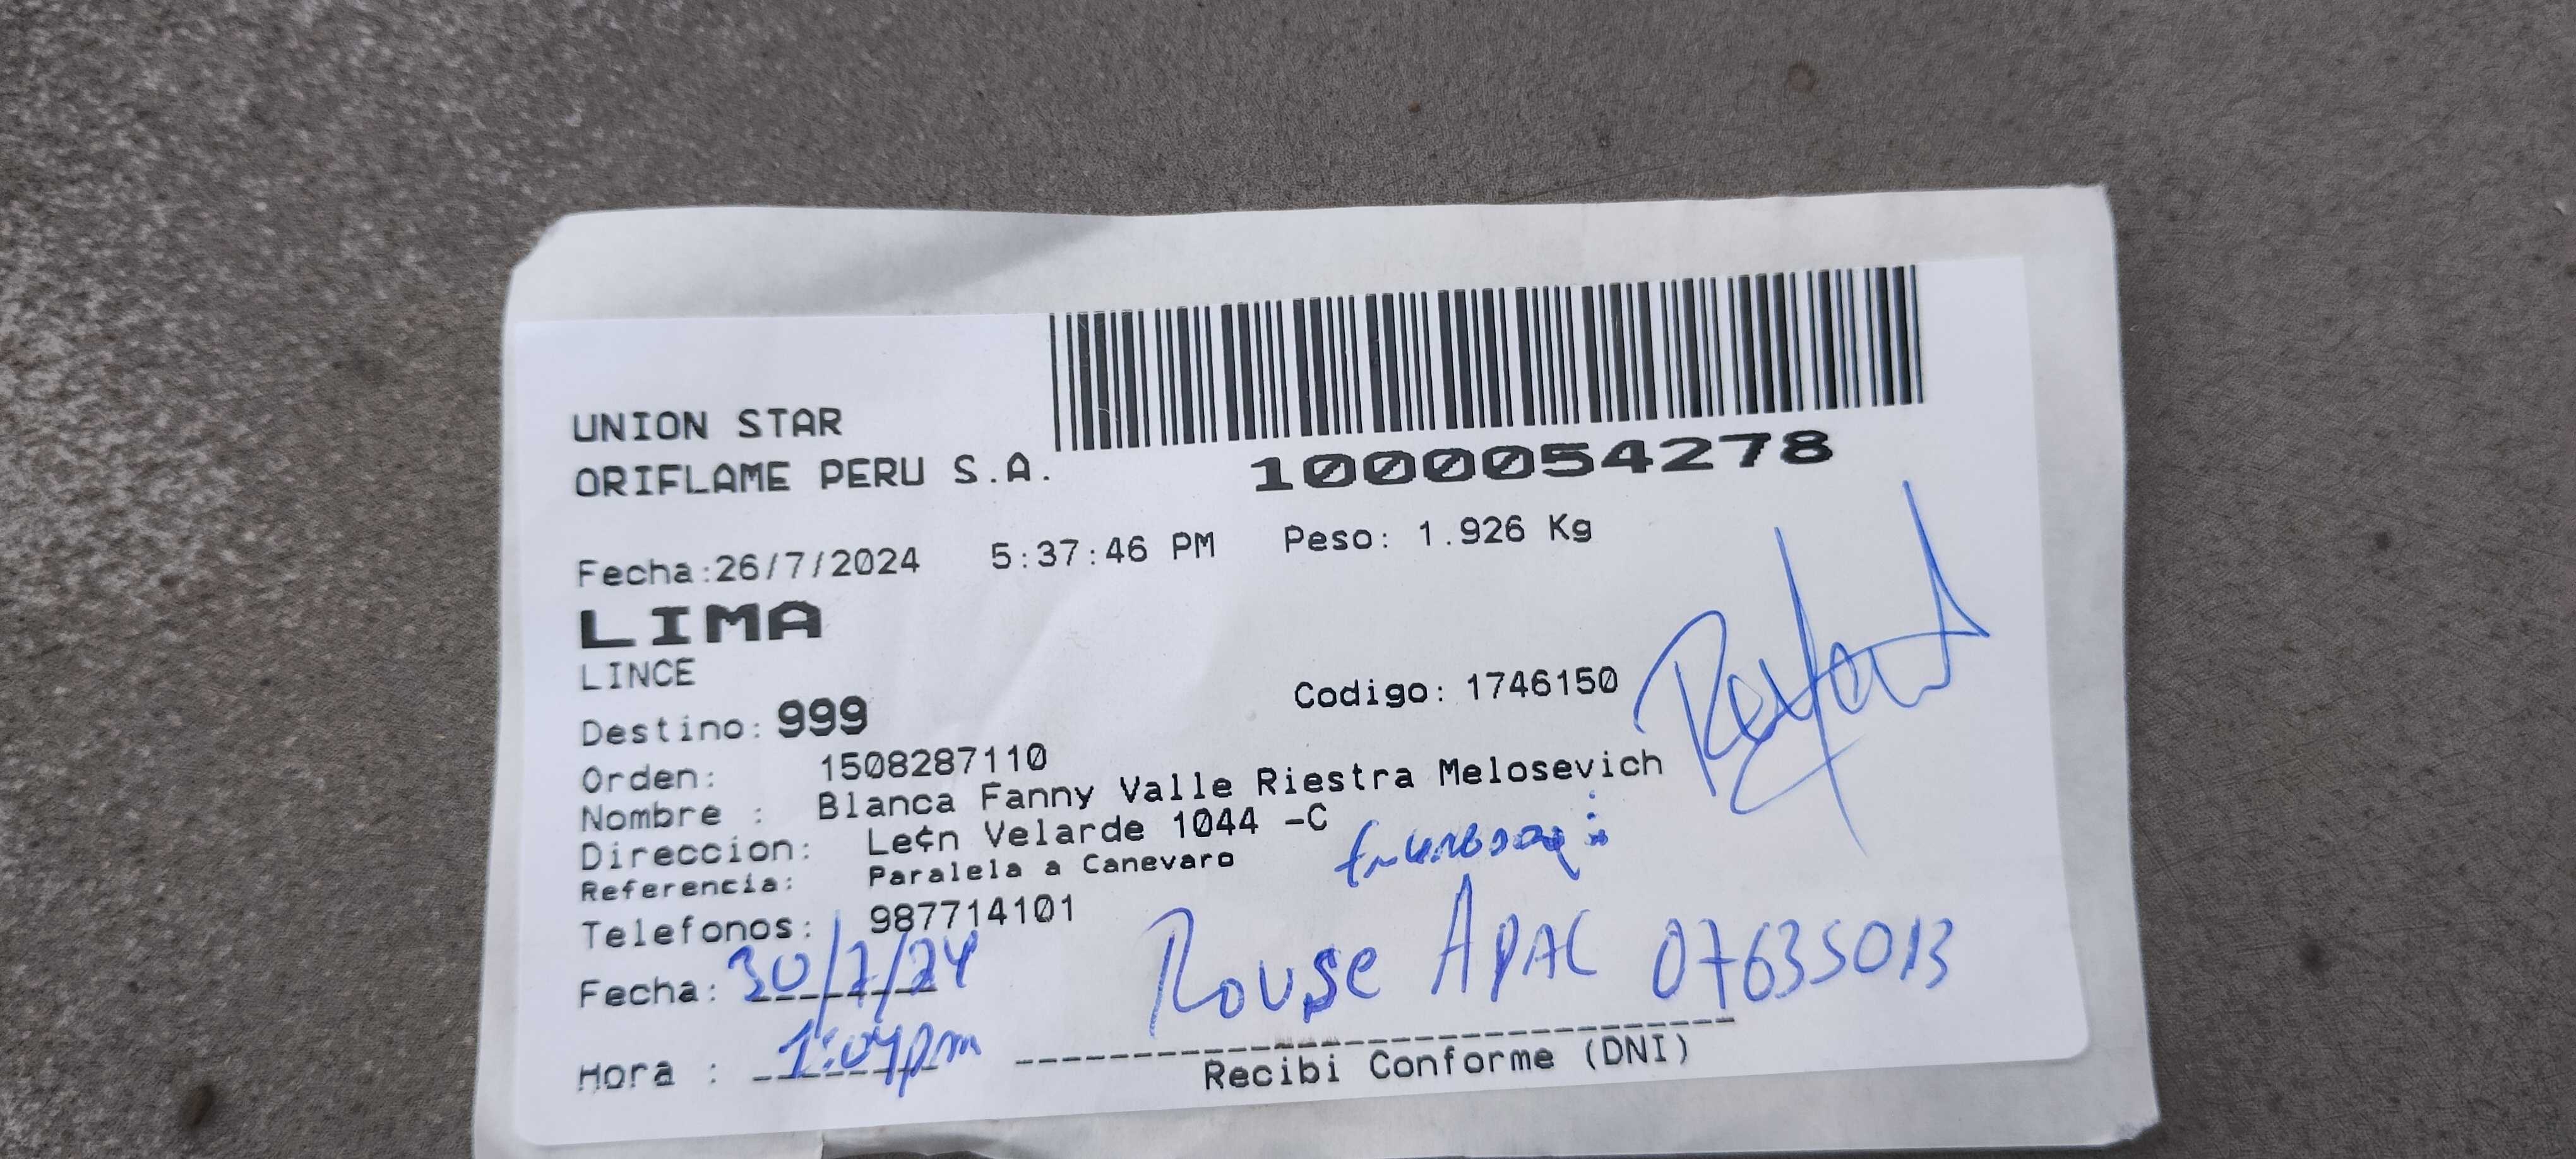 UNION STAR
ORIFLAME PERU S.A.
1000054278
Fecha:26/7/2024 5:37:46 PM Peso: 1.926 Kg
LIMA
LINCE
Destino: 999 Codigo: 1746150
Orden: 1508287110
Nombre : Blanca Fanny Valle Riestra Melosevich
Direccion: Le¢n Velarde 1044 -C
Referencia: Paralela a Canevaro
Telefonos: 987714101
Fecha: 30/7/24 Rouse APAC 07635013
Hora : 1:04pm
Recibi Conforme (DNI)